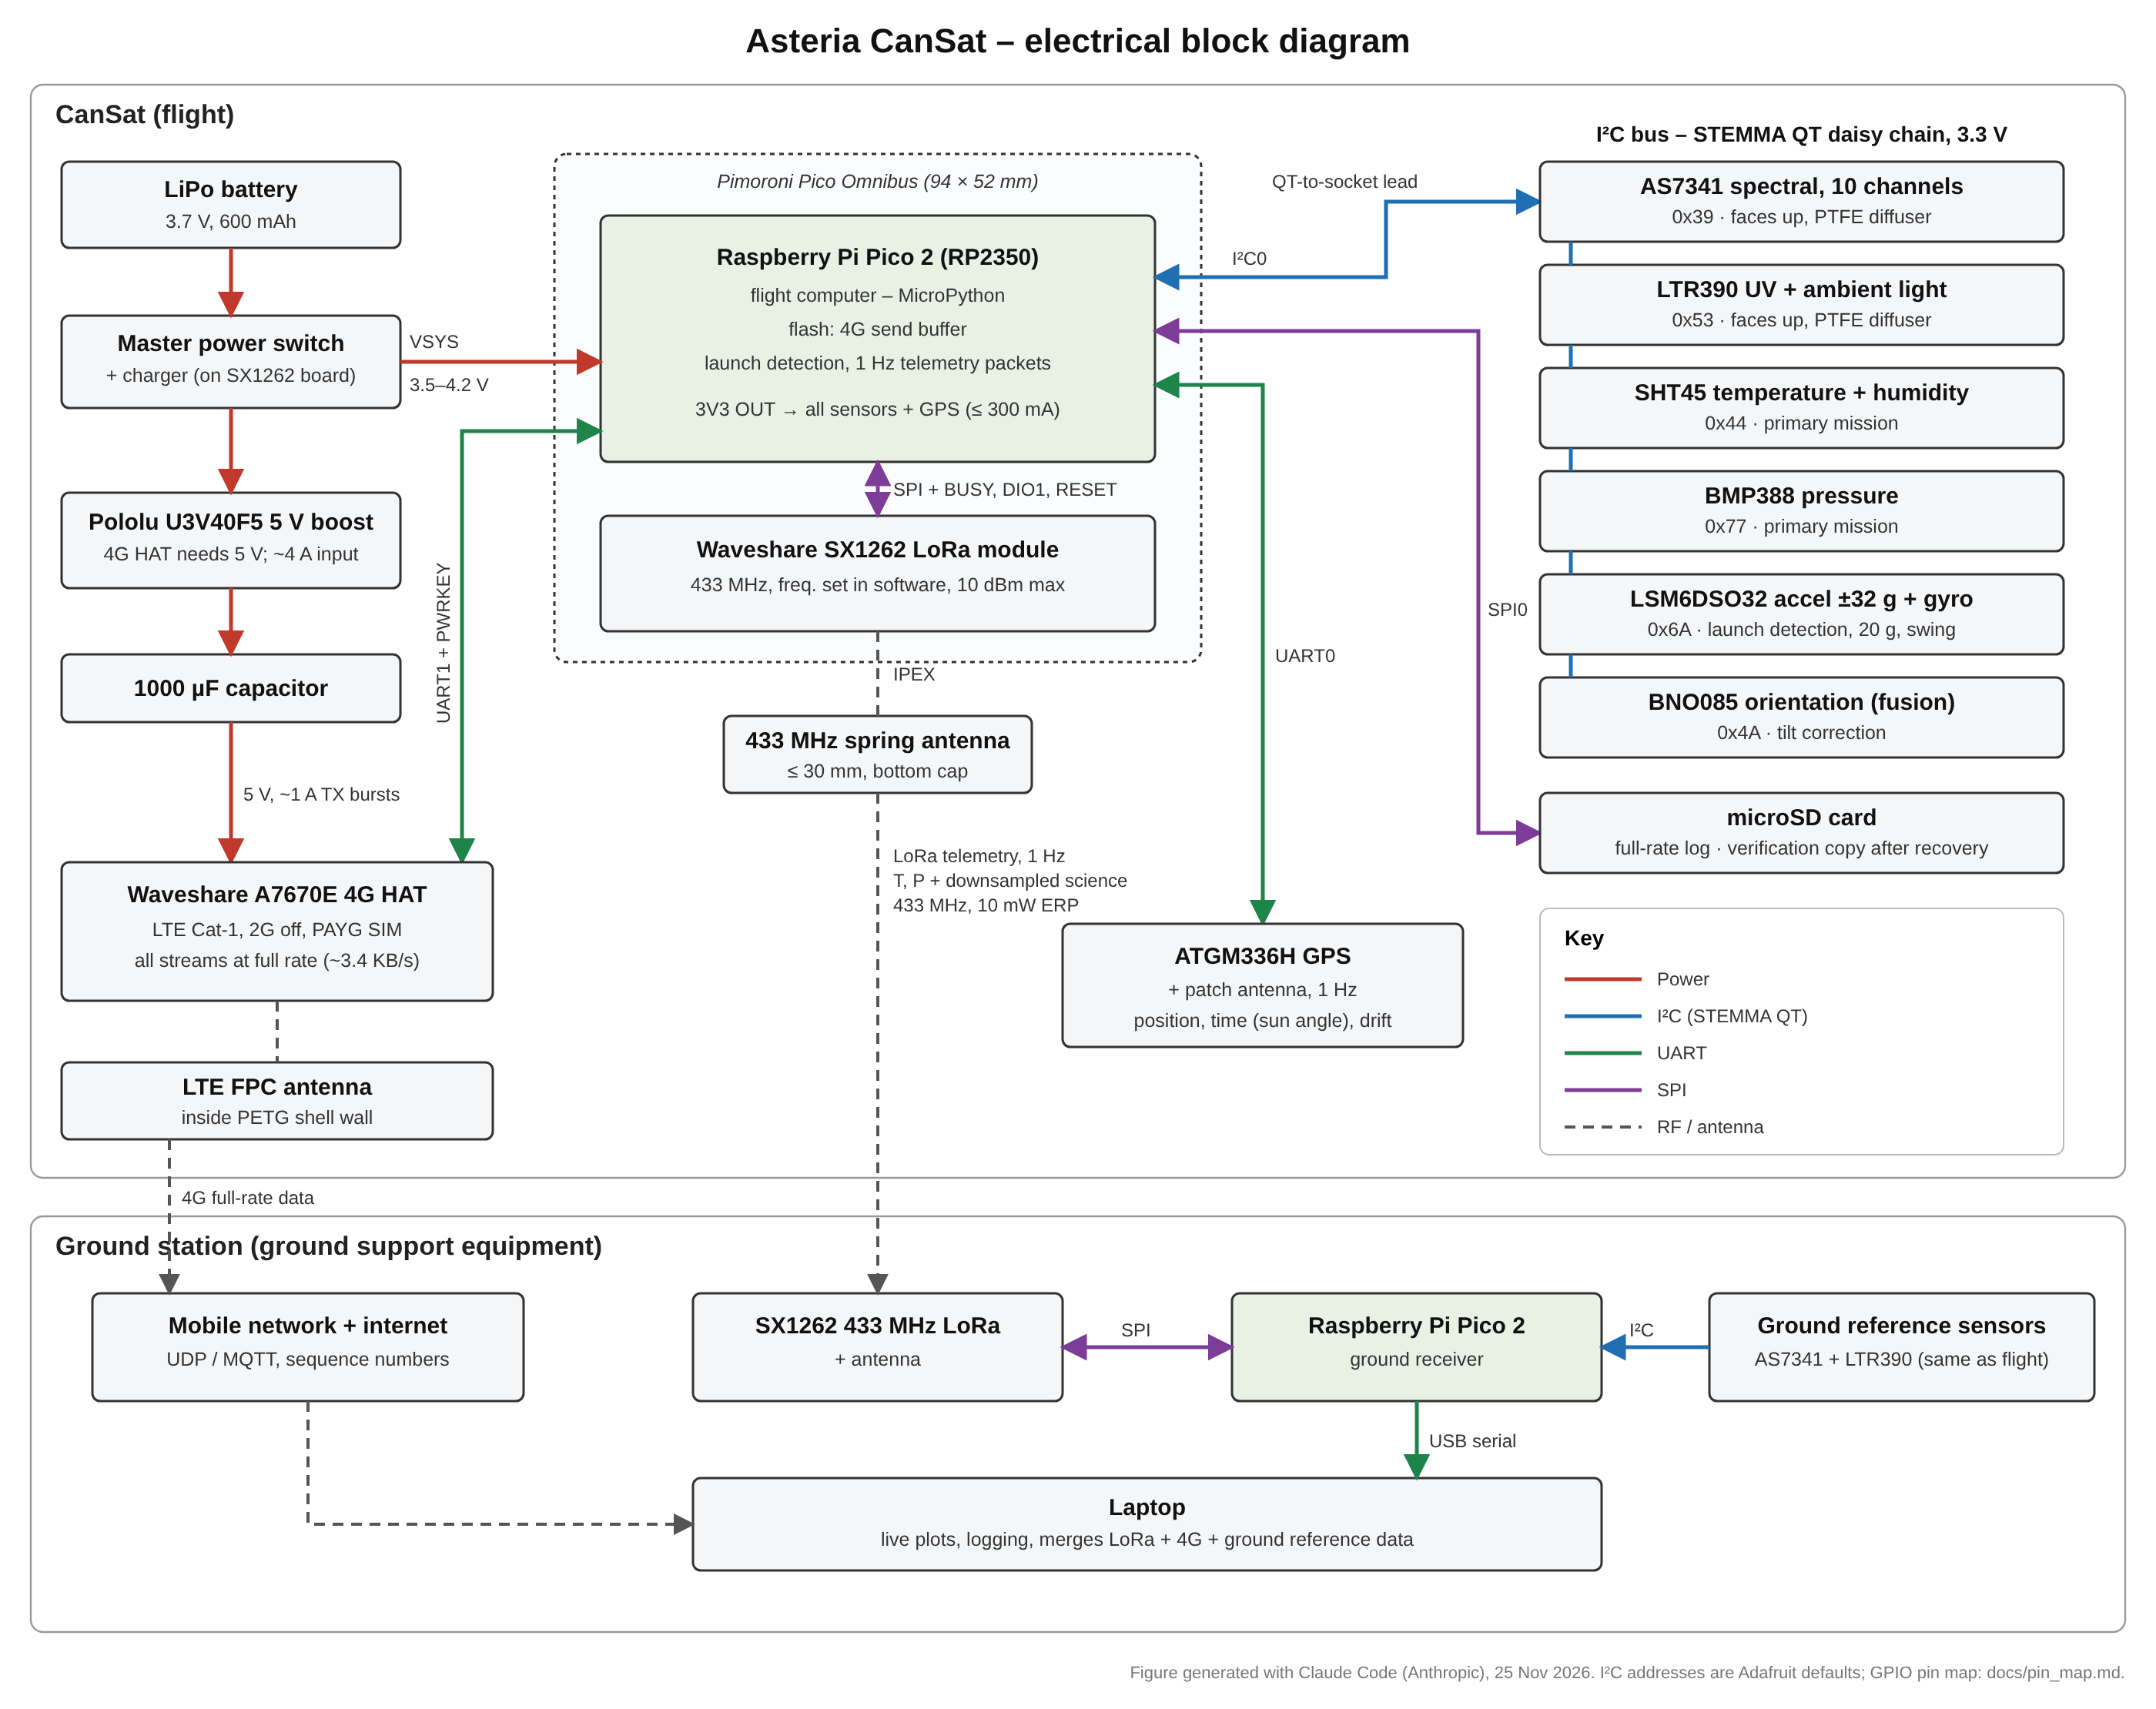 Asteria CanSat – electrical block diagram
CanSat (flight)
LiPo battery
3.7 V, 600 mAh
Master power switch
+ charger (on SX1262 board)
VSYS
3.5–4.2 V
Pololu U3V40F5 5 V boost
4G HAT needs 5 V; ~4 A input
1000 µF capacitor
5 V, ~1 A TX bursts
UART1 + PWRKEY
Waveshare A7670E 4G HAT
LTE Cat-1, 2G off, PAYG SIM
all streams at full rate (~3.4 KB/s)
LTE FPC antenna
inside PETG shell wall
4G full-rate data
Pimoroni Pico Omnibus (94 × 52 mm)
Raspberry Pi Pico 2 (RP2350)
flight computer – MicroPython
flash: 4G send buffer
launch detection, 1 Hz telemetry packets
3V3 OUT → all sensors + GPS (≤ 300 mA)
SPI + BUSY, DIO1, RESET
Waveshare SX1262 LoRa module
433 MHz, freq. set in software, 10 dBm max
IPEX
433 MHz spring antenna
≤ 30 mm, bottom cap
LoRa telemetry, 1 Hz
T, P + downsampled science
433 MHz, 10 mW ERP
QT-to-socket lead
I²C0
UART0
SPI0
ATGM336H GPS
+ patch antenna, 1 Hz
position, time (sun angle), drift
I²C bus – STEMMA QT daisy chain, 3.3 V
AS7341 spectral, 10 channels
0x39 · faces up, PTFE diffuser
LTR390 UV + ambient light
0x53 · faces up, PTFE diffuser
SHT45 temperature + humidity
0x44 · primary mission
BMP388 pressure
0x77 · primary mission
LSM6DSO32 accel ±32 g + gyro
0x6A · launch detection, 20 g, swing
BNO085 orientation (fusion)
0x4A · tilt correction
microSD card
full-rate log · verification copy after recovery
Key
Power
I²C (STEMMA QT)
UART
SPI
RF / antenna
Ground station (ground support equipment)
Mobile network + internet
UDP / MQTT, sequence numbers
SX1262 433 MHz LoRa
+ antenna
SPI
Raspberry Pi Pico 2
ground receiver
I²C
Ground reference sensors
AS7341 + LTR390 (same as flight)
USB serial
Laptop
live plots, logging, merges LoRa + 4G + ground reference data
Figure generated with Claude Code (Anthropic), 25 Nov 2026. I²C addresses are Adafruit defaults; GPIO pin map: docs/pin_map.md.